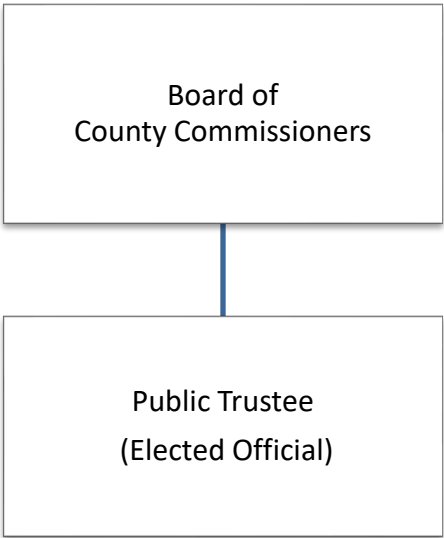 Board of
County Commissioners
Public Trustee
(Elected Official)